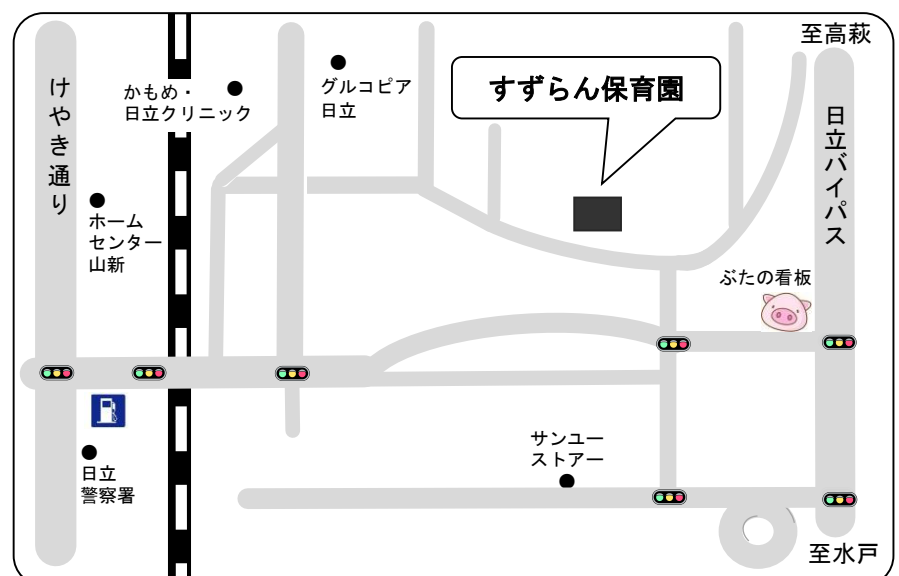 至高萩
けやき通り
かもめ・
日立クリニック
グルコピア
日立
すずらん保育園
日立バイパス
ホーム
センター
山新
ぶたの看板
サンユー
ストアー
日立
警察署
至水戸